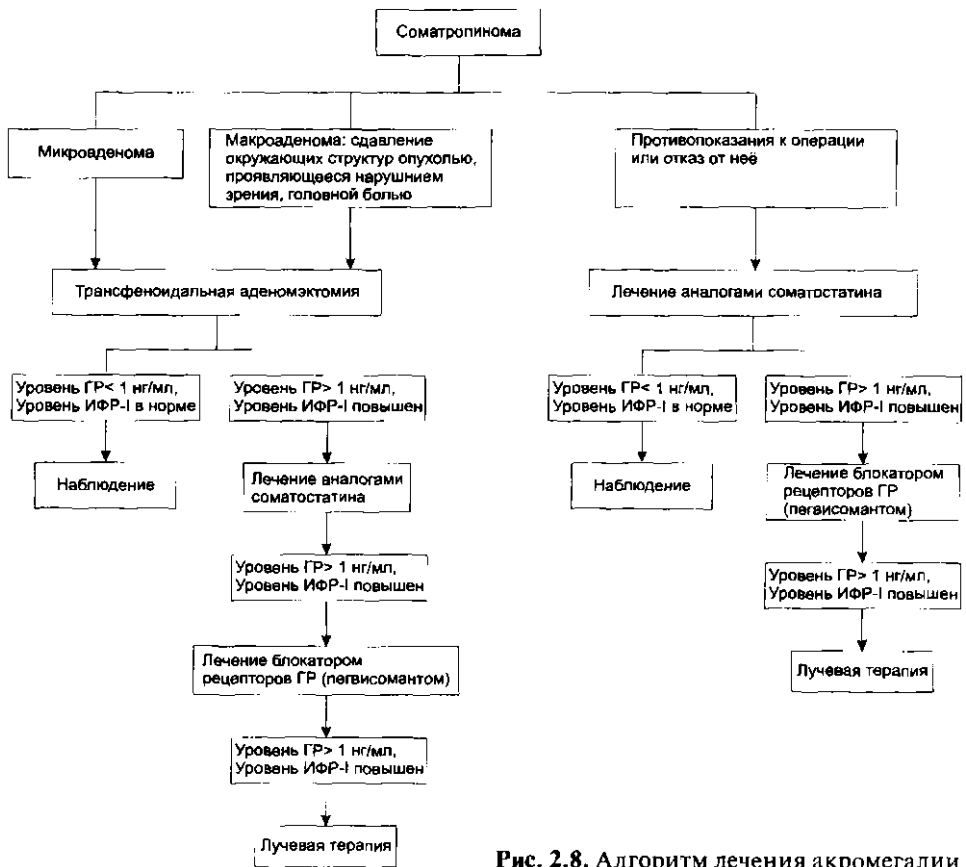 Соматропинома
Микроаденома
Макроаденома: сдавление
окружающих структур опухолью,
проявляющееся нарушнием
зрения, головной болью
Противопоказания к операции
или отказ от неё
Трансфеноидальная аденомэктомия
Лечение аналогами соматостатина
Уровень ГР< 1 нг/мл,
Уровень ИФР-I в норме
Уровень ГР> 1 нг/мл,
Уровень ИФР-I повышен
Уровень ГР< 1 нг/мл,
Уровень ИФР-I в норме
Уровень ГР> 1 нг/мл,
Уровень ИФР-I повышен
Наблюдение
Лечение аналогами
соматостатина
Наблюдение
Лечение блокатором
рецепторов ГР
(пегвисомантом)
Уровень ГР> 1 нг/мл,
Уровень ИФР-I повышен
Уровень ГР> 1 нг/мл,
Уровень ИФР-I повышен
Лечение блокатором
рецепторов ГР (пегвисомантом)
Лучевая терапия
Уровень ГР> 1 нг/мл,
Уровень ИФР-I повышен
Лучевая терапия
Рис. 2.8. Алгоритм лечения акромегалии